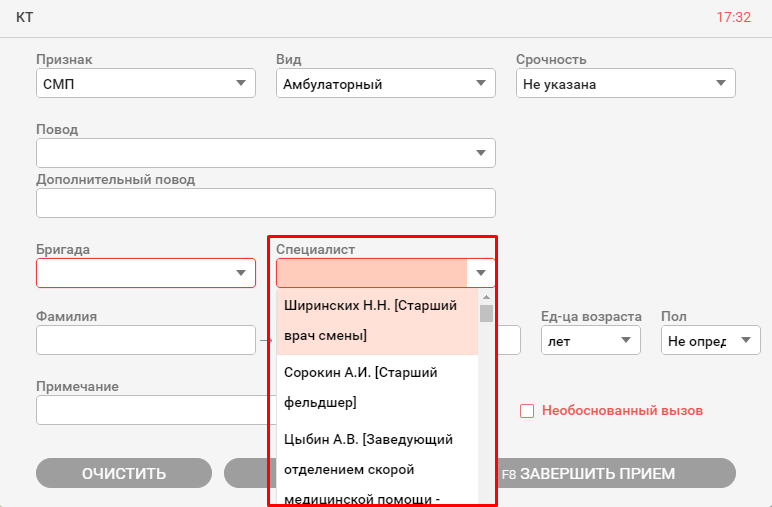 КТ 17:32
Признак Вид Срочность
СМП Амбулаторный Не указана
Повод
Дополнительный повод
Бригада Специалист
Ширинских Н.Н. [Старший
врач смены]
Фамилия Ед-ца возраста Пол
лет Не опред
Сорокин А.И. [Старший
фельдшер]
Примечание
Необоснованный вызов
Цыбин А.В. [Заведующий
отделением скорой
медицинской помощи -
ОЧИСТИТЬ F8 ЗАВЕРШИТЬ ПРИЕМ